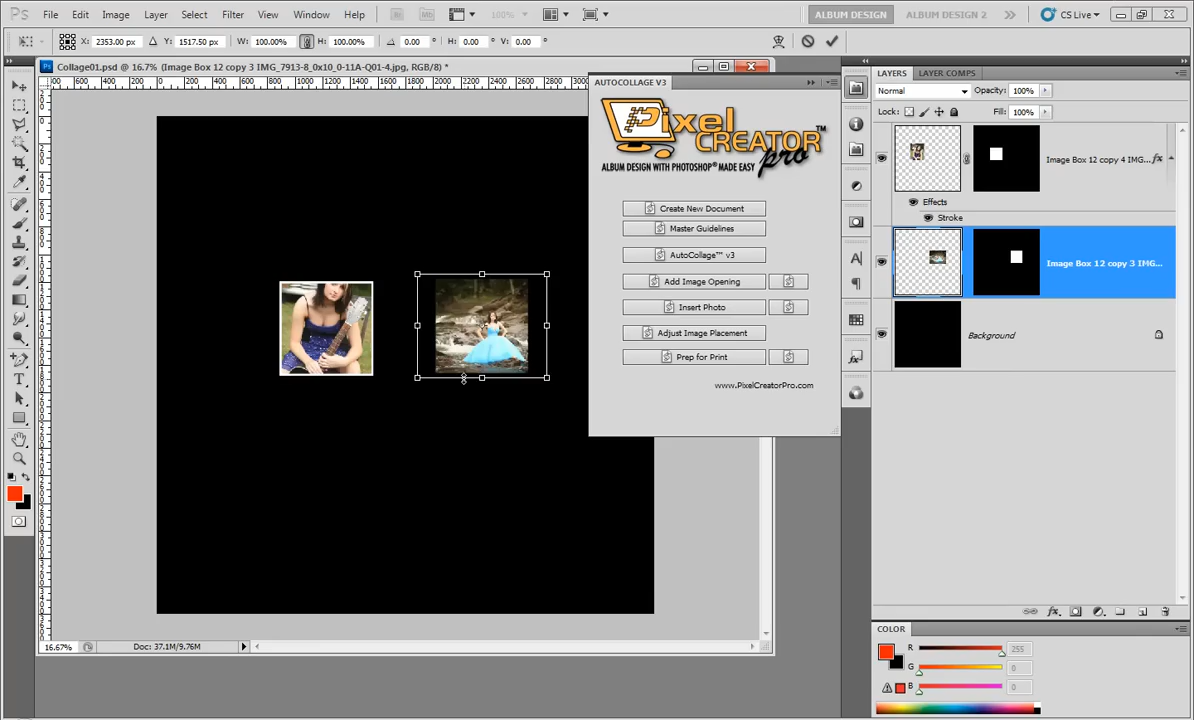 Ps File Edit Image Layer Select Filter View Window Help Br Mb 100% ALBUM DESIGN ALBUM DESIGN 2 CS Live
X: 2353.00 px Y: 1517.50 px W: 100.00% H: 100.00% 0.00 ° H: 0.00 ° V: 0.00 °
Ps Collage01.psd @ 16.7% (Image Box 12 copy 3 IMG_7913-8_0x10_0-11A-Q01-4.jpg, RGB/8) *
AUTOCOLLAGE V3
Pixel
CREATOR™
pro
ALBUM DESIGN WITH PHOTOSHOP® MADE EASY
Create New Document
Master Guidelines
AutoCollage™ v3
Add Image Opening
Insert Photo
Adjust Image Placement
Prep for Print
www.PixelCreatorPro.com
16.67% Doc: 37.1M/9.76M
LAYERS LAYER COMPS
Normal Opacity: 100%
Lock: Fill: 100%
Image Box 12 copy 4 IMG... fx
Effects
Stroke
Image Box 12 copy 3 IMG...
Background
COLOR
R 255
G 0
B 0